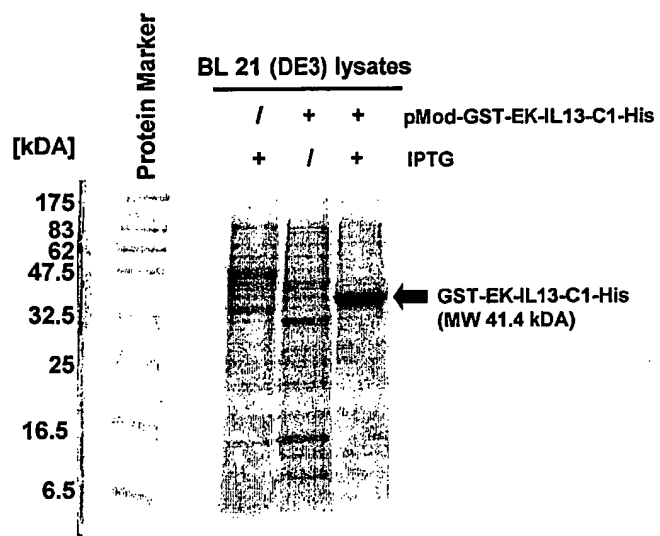 Protein Marker
BL 21 (DE3) lysates
/ + + pMod-GST-EK-IL13-C1-His
[kDA]
+ / + IPTG
175
83
62
47.5
32.5
25
16.5
6.5
GST-EK-IL13-C1-His
(MW 41.4 kDA)